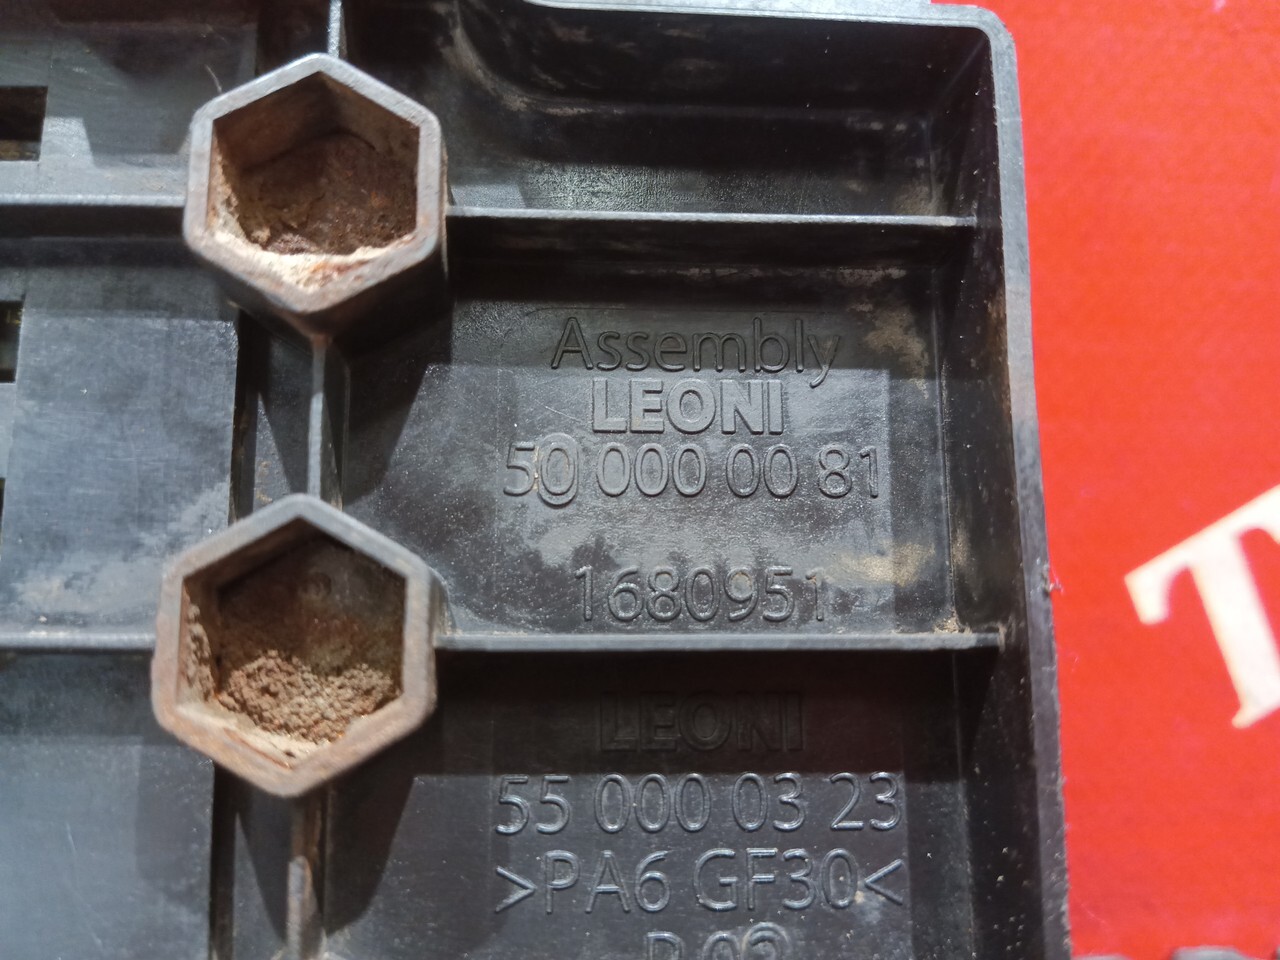 Assembly
LEONI
50 000 00 81
1680951
LEONI
55 000 03 23
>PA6 GF30<
T